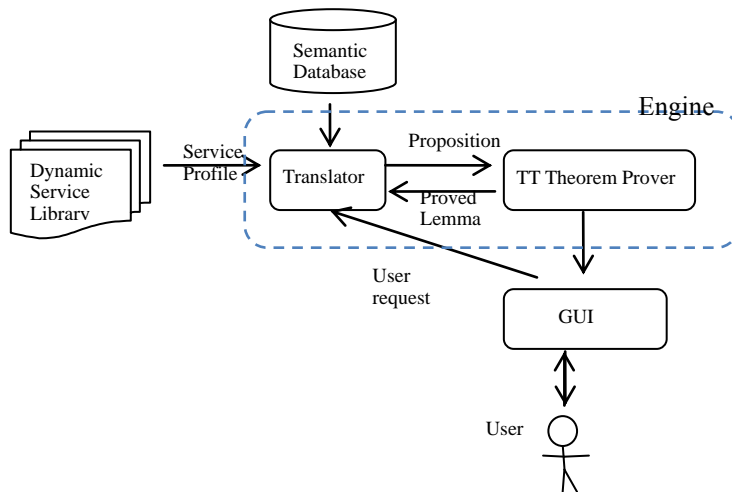 Semantic
Database
Engine
Service
Profile
Proposition
Dynamic
Service
Library
Translator
TT Theorem Prover
Proved
Lemma
User
request
GUI
User